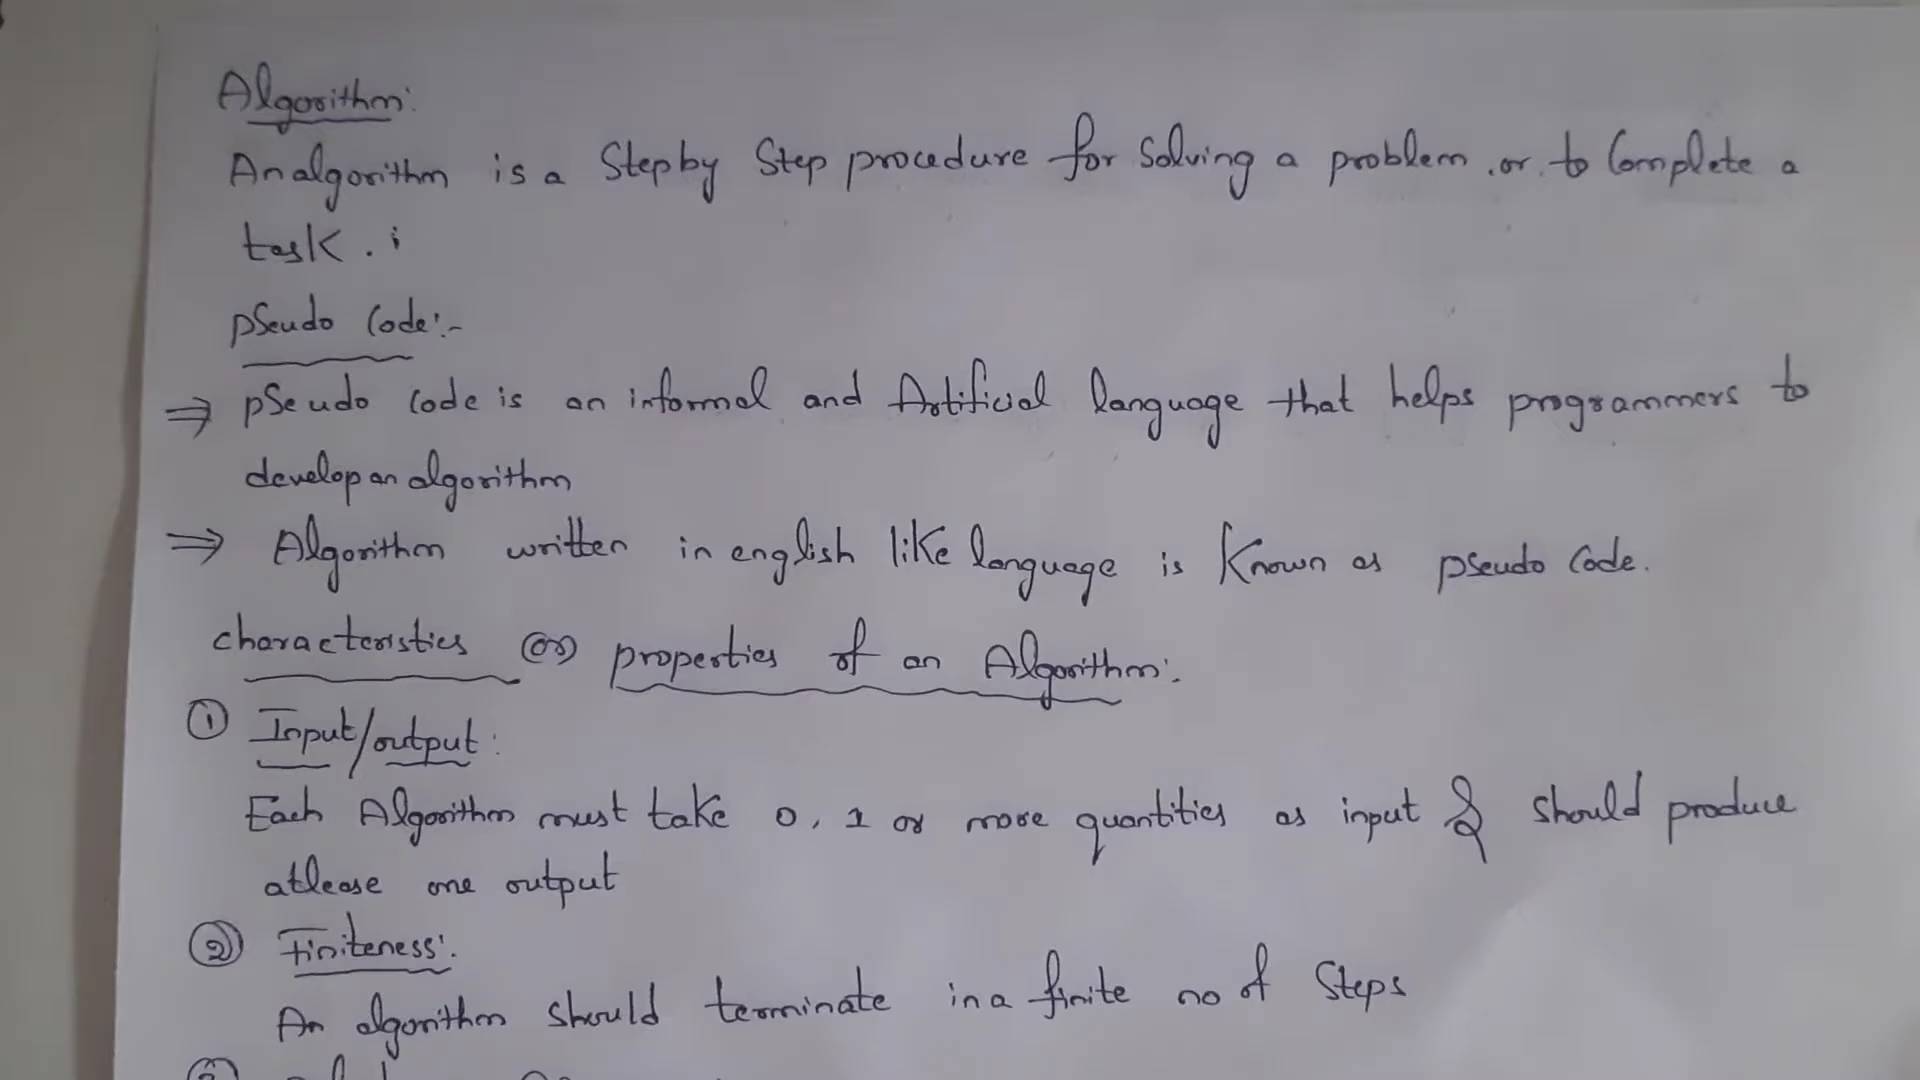 Algorithm:
An algorithm is a Step by Step procedure for Solving a problem .or. to Complete a
task. i
pSeudo Code:-
⇒ pSeudo Code is an informal and Artificial language that helps programmers to
develop an algorithm
⇒ Algorithm written in english like language is Known as pseudo Code.
characteristics (or) properties of an Algorithm:
① Input/output:
Each Algorithm must take 0, 1 or more quantities as input & should produce
atlease one output
② Finiteness:
An algorithm should terminate in a finite no of Steps